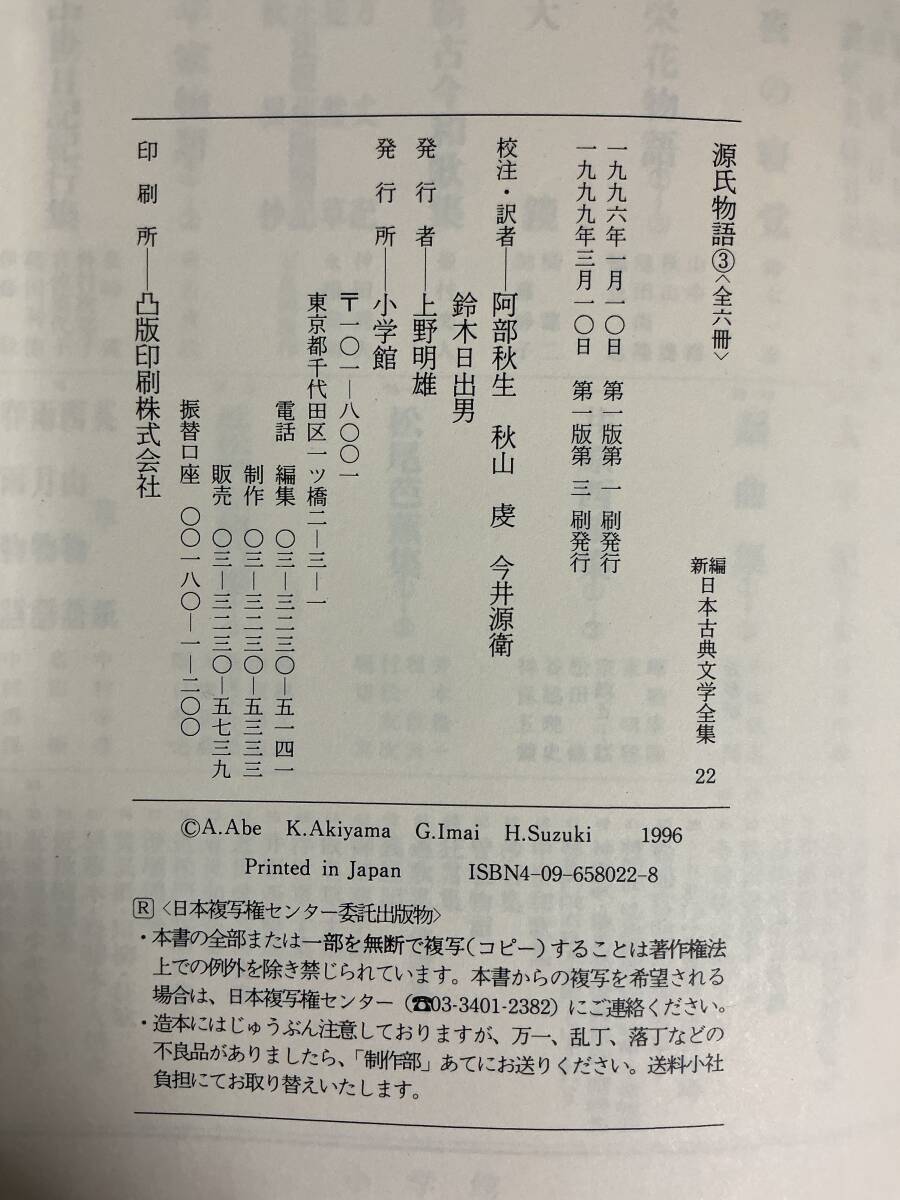 源氏物語③〈全六冊〉
新編 日本古典文学全集 22
一九九六年一月一〇日 第一版第一刷発行
一九九九年三月一〇日 第一版第三刷発行
校注・訳者——阿部秋生 秋山 虔 今井源衛
鈴木日出男
発行者——上野明雄
発行所——小学館
〒一〇一—八〇〇一
東京都千代田区一ツ橋二—三—一
電話 編集 〇三—三二三〇—五一四一
制作 〇三—三二三〇—五三三三
販売 〇三—三二三〇—五七三九
振替口座 〇〇一八〇—一—二〇〇
印刷所——凸版印刷株式会社
©A.Abe K.Akiyama G.Imai H.Suzuki 1996
Printed in Japan ISBN4-09-658022-8
R〈日本複写権センター委託出版物〉
・本書の全部または一部を無断で複写(コピー)することは著作権法
上での例外を除き禁じられています。本書からの複写を希望される
場合は、日本複写権センター(☎03-3401-2382)にご連絡ください。
・造本にはじゅうぶん注意しておりますが、万一、乱丁、落丁などの
不良品がありましたら、「制作部」あてにお送りください。送料小社
負担にてお取り替えいたします。